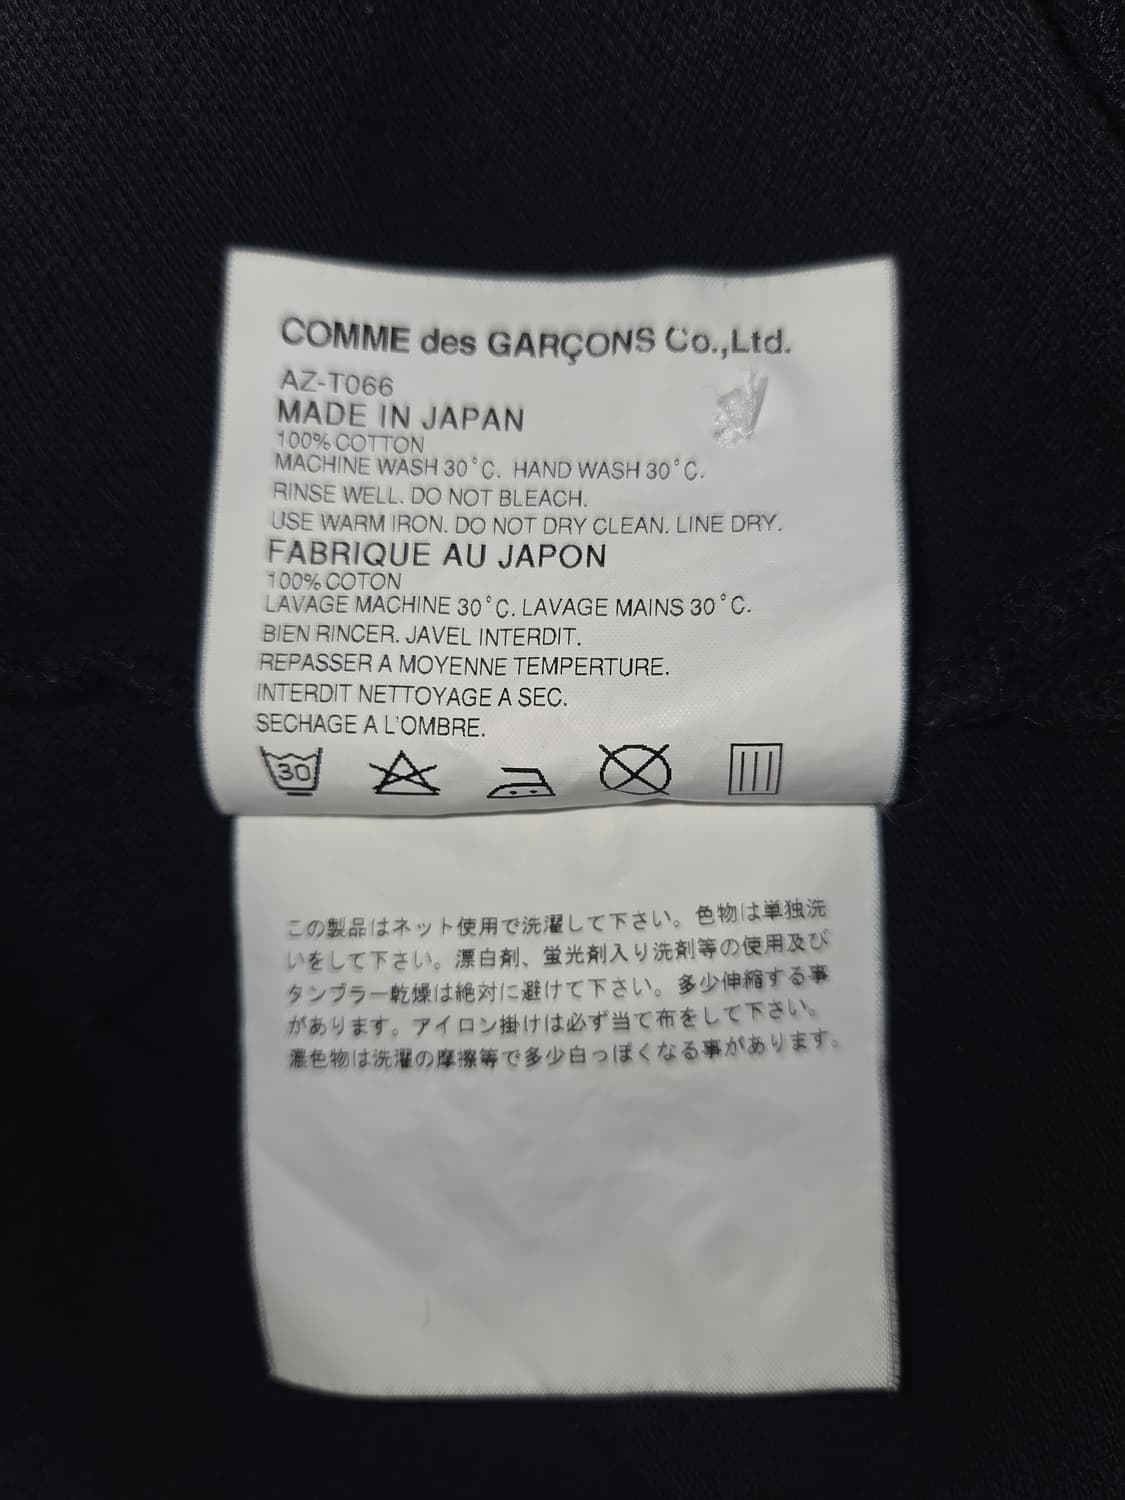 COMME des GARÇONS Co.,Ltd.
AZ-T066
MADE IN JAPAN
100% COTTON
MACHINE WASH 30°C. HAND WASH 30°C.
RINSE WELL. DO NOT BLEACH.
USE WARM IRON. DO NOT DRY CLEAN. LINE DRY.
FABRIQUE AU JAPON
100% COTON
LAVAGE MACHINE 30°C. LAVAGE MAINS 30°C.
BIEN RINCER. JAVEL INTERDIT.
REPASSER A MOYENNE TEMPERTURE.
INTERDIT NETTOYAGE A SEC.
SECHAGE A L'OMBRE.
30
この製品はネット使用で洗濯して下さい。色物は単独洗
いをして下さい。漂白剤、蛍光剤入り洗剤等の使用及び
タンブラー乾燥は絶対に避けて下さい。多少伸縮する事
があります。アイロン掛けは必ず当て布をして下さい。
濃色物は洗濯の摩擦等で多少白っぽくなる事があります。